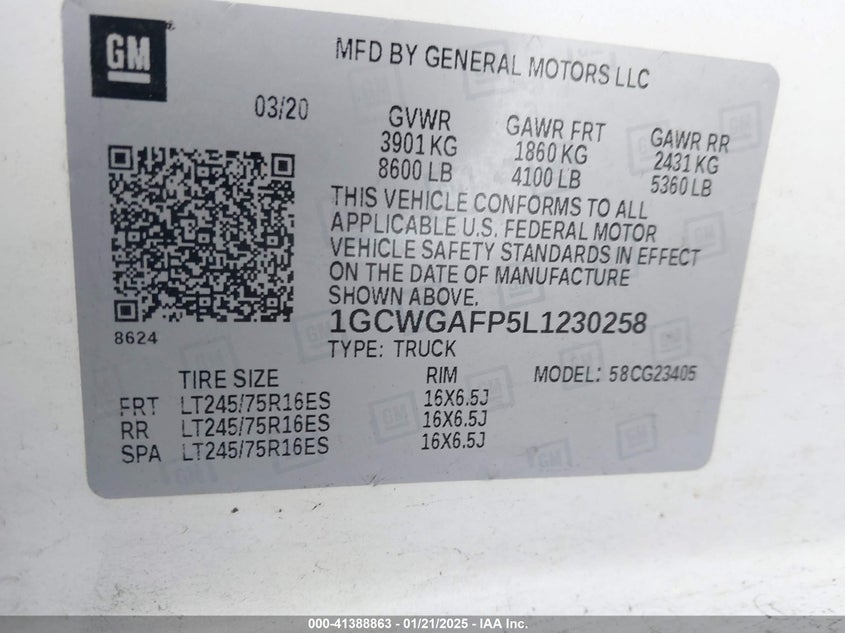 GM
MFD BY GENERAL MOTORS LLC
03/20
GVWR GAWR FRT GAWR RR
3901 KG 1860 KG 2431 KG
8600 LB 4100 LB 5360 LB
THIS VEHICLE CONFORMS TO ALL
APPLICABLE U.S. FEDERAL MOTOR
VEHICLE SAFETY STANDARDS IN EFFECT
ON THE DATE OF MANUFACTURE
SHOWN ABOVE.
8624
1GCWGAFP5L1230258
TYPE: TRUCK
TIRE SIZE RIM MODEL: 58CG23405
FRT LT245/75R16ES 16X6.5J
RR LT245/75R16ES 16X6.5J
SPA LT245/75R16ES 16X6.5J
000-41388863 - 01/21/2025 - IAA Inc.